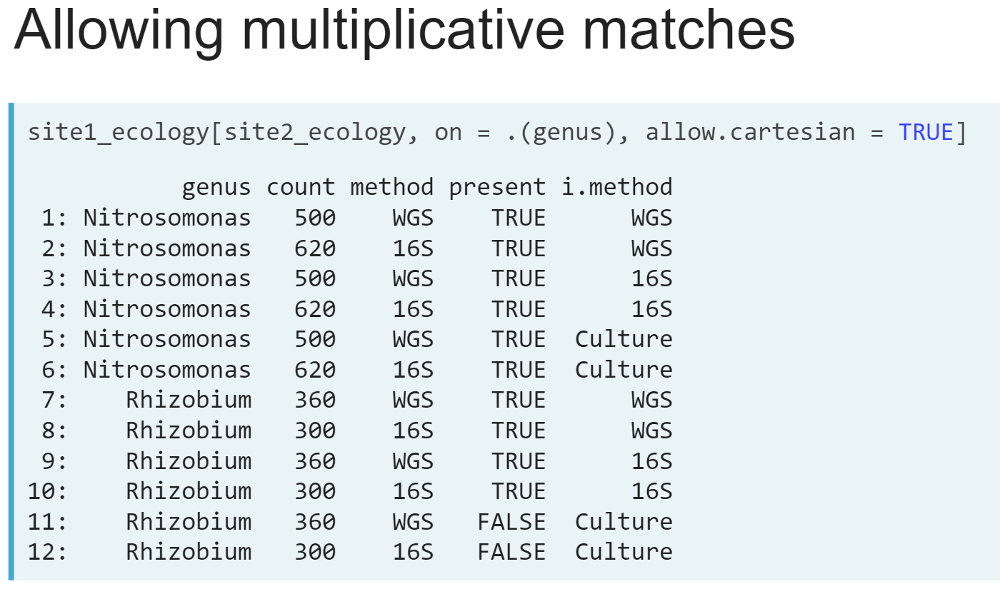 Allowing multiplicative matches
site1_ecology[site2_ecology, on = .(genus), allow.cartesian = TRUE]
genus count method present i.method
1: Nitrosomonas 500 WGS TRUE WGS
2: Nitrosomonas 620 16S TRUE WGS
3: Nitrosomonas 500 WGS TRUE 16S
4: Nitrosomonas 620 16S TRUE 16S
5: Nitrosomonas 500 WGS TRUE Culture
6: Nitrosomonas 620 16S TRUE Culture
7: Rhizobium 360 WGS TRUE WGS
8: Rhizobium 300 16S TRUE WGS
9: Rhizobium 360 WGS TRUE 16S
10: Rhizobium 300 16S TRUE 16S
11: Rhizobium 360 WGS FALSE Culture
12: Rhizobium 300 16S FALSE Culture